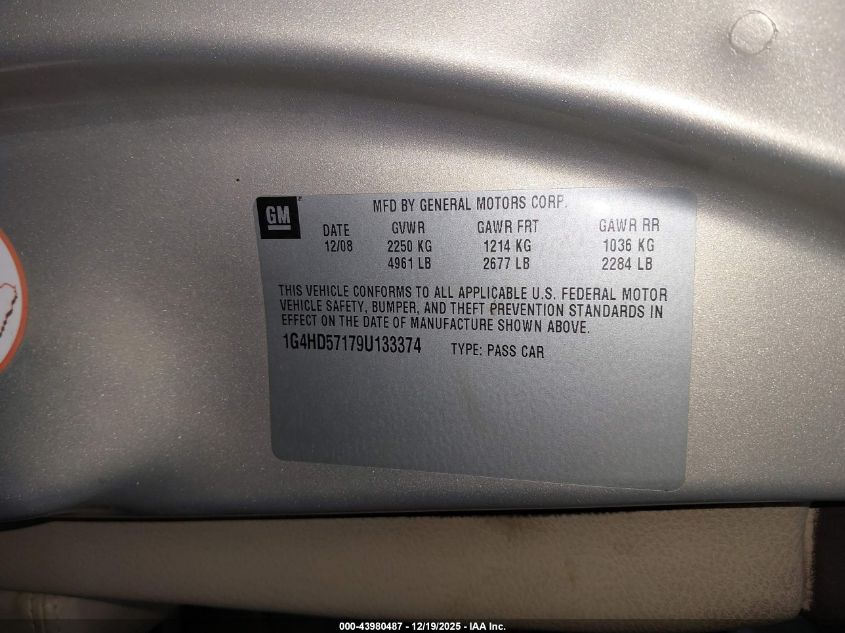 GM
MFD BY GENERAL MOTORS CORP.
DATE GVWR GAWR FRT GAWR RR
12/08 2250 KG 1214 KG 1036 KG
4961 LB 2677 LB 2284 LB
THIS VEHICLE CONFORMS TO ALL APPLICABLE U.S. FEDERAL MOTOR
VEHICLE SAFETY, BUMPER, AND THEFT PREVENTION STANDARDS IN
EFFECT ON THE DATE OF MANUFACTURE SHOWN ABOVE.
1G4HD57179U133374 TYPE: PASS CAR
000-43980487 - 12/19/2025 - IAA Inc.